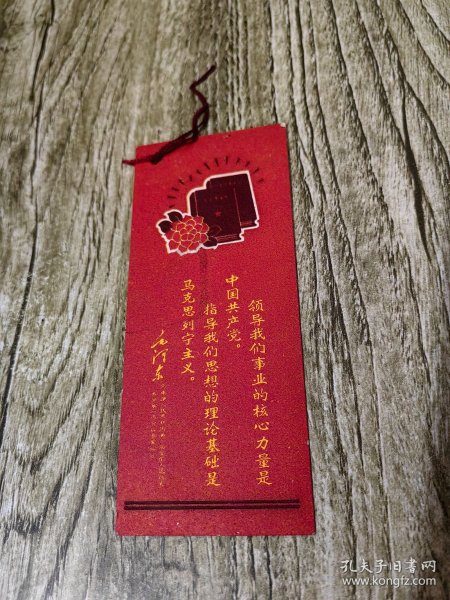 领导我们事业的核心力量是
中国共产党。
指导我们思想的理论基础是
马克思列宁主义。
毛泽东
孔夫子旧书网
www.kongfz.com